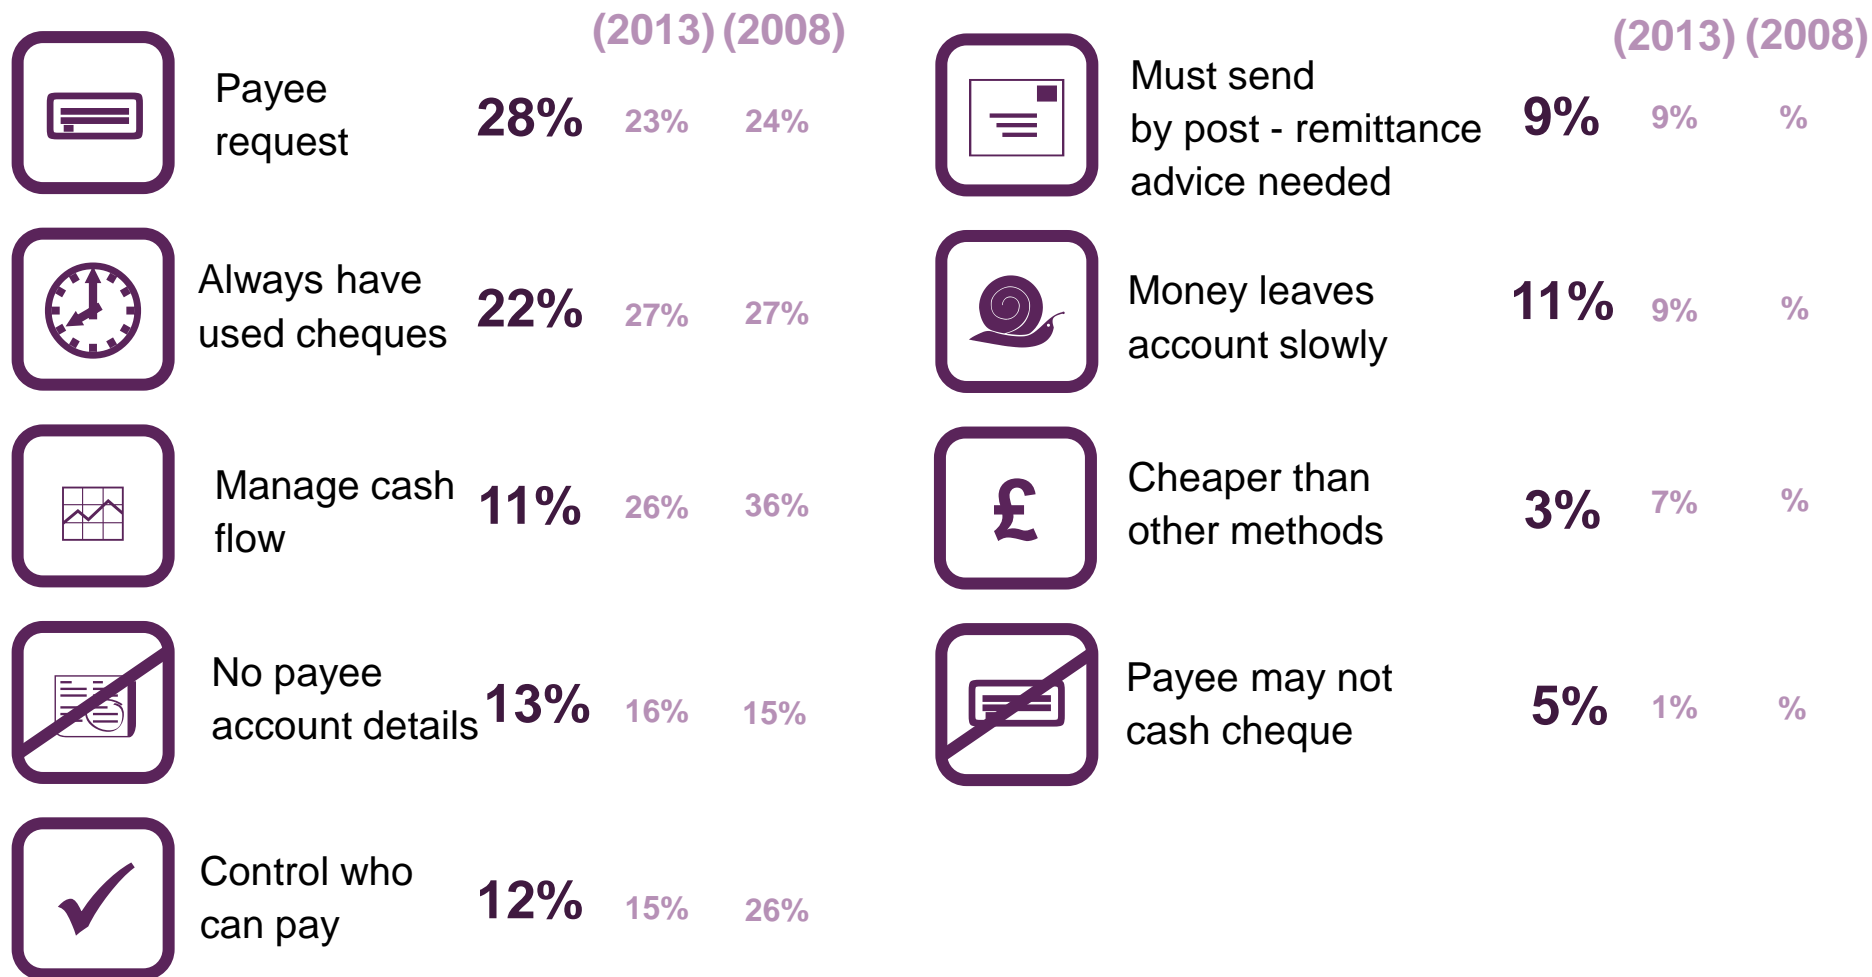 (2013) (2008)
Payee
request
28% 23% 24%
Always have
used cheques
22% 27% 27%
Manage cash
flow
11% 26% 36%
No payee
account details
13% 16% 15%
Control who
can pay
12% 15% 26%
(2013) (2008)
Must send
by post - remittance
advice needed
9% 9% %
Money leaves
account slowly
11% 9% %
£
Cheaper than
other methods
3% 7% %
Payee may not
cash cheque
5% 1% %